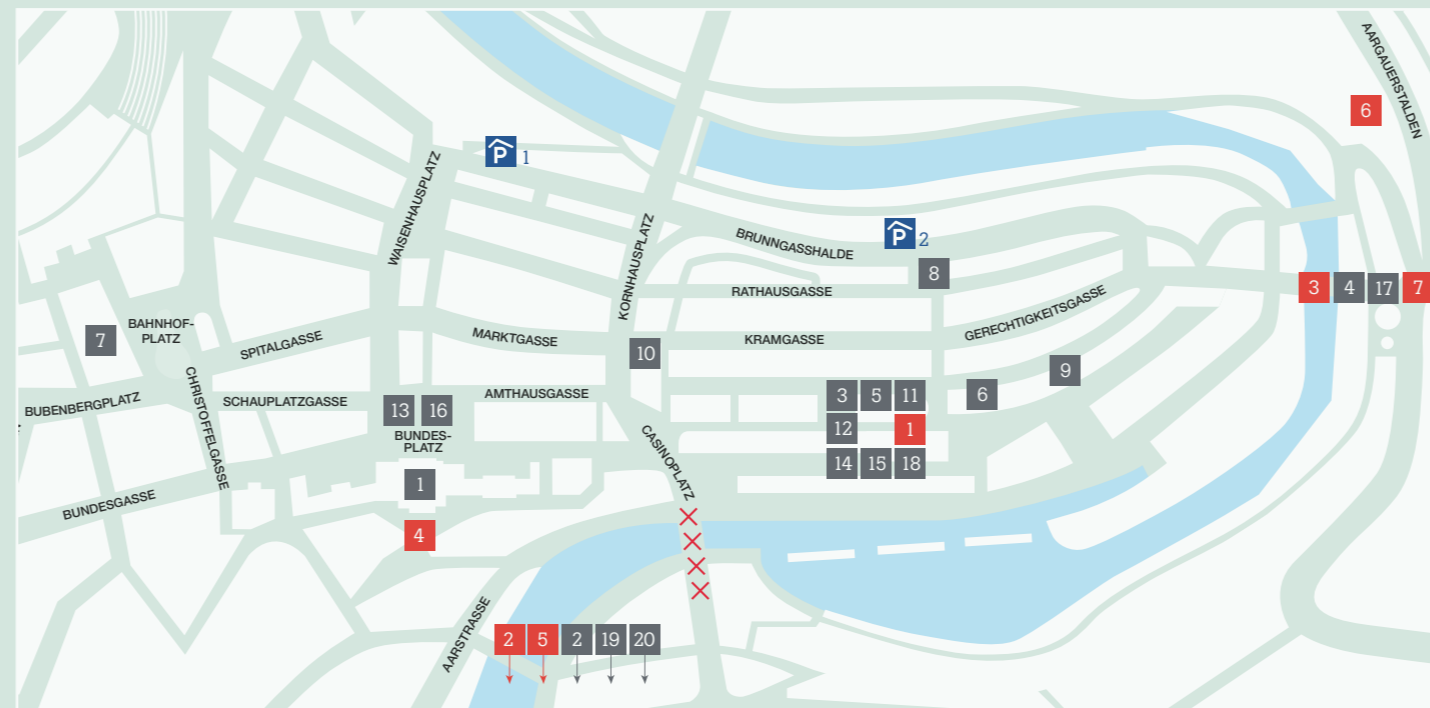 AARGAUERSTALDEN
6
P 1
WAISENHAUSPLATZ
KORNHAUSPLATZ
BRUNNGASSHALDE
P 2
8
RATHAUSGASSE
GERECHTIGKEITSGASSE
3 4 17 7
7
BAHNHOF-
PLATZ
SPITALGASSE
MARKTGASSE
10
KRAMGASSE
9
BUBENBERGPLATZ
CHRISTOFFELGASSE
SCHAUPLATZGASSE
13 16
AMTHAUSGASSE
3 5 11
6
12 1
14 15 18
BUNDES-
PLATZ
CASINOPLATZ
1
BUNDESGASSE
4
AARSTRASSE
2 5 2 19 20